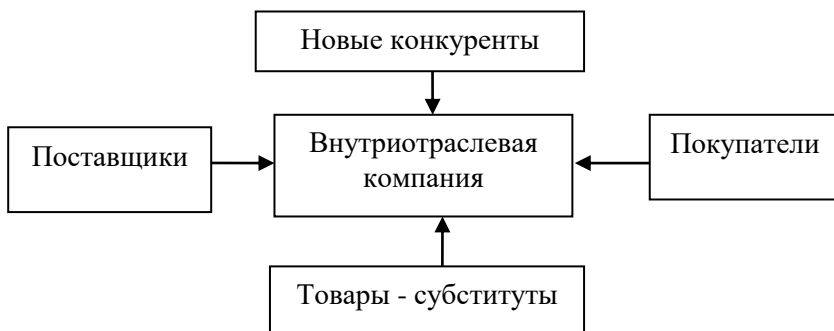 Новые конкуренты
Поставщики
Внутриотраслевая
компания
Покупатели
Товары - субституты